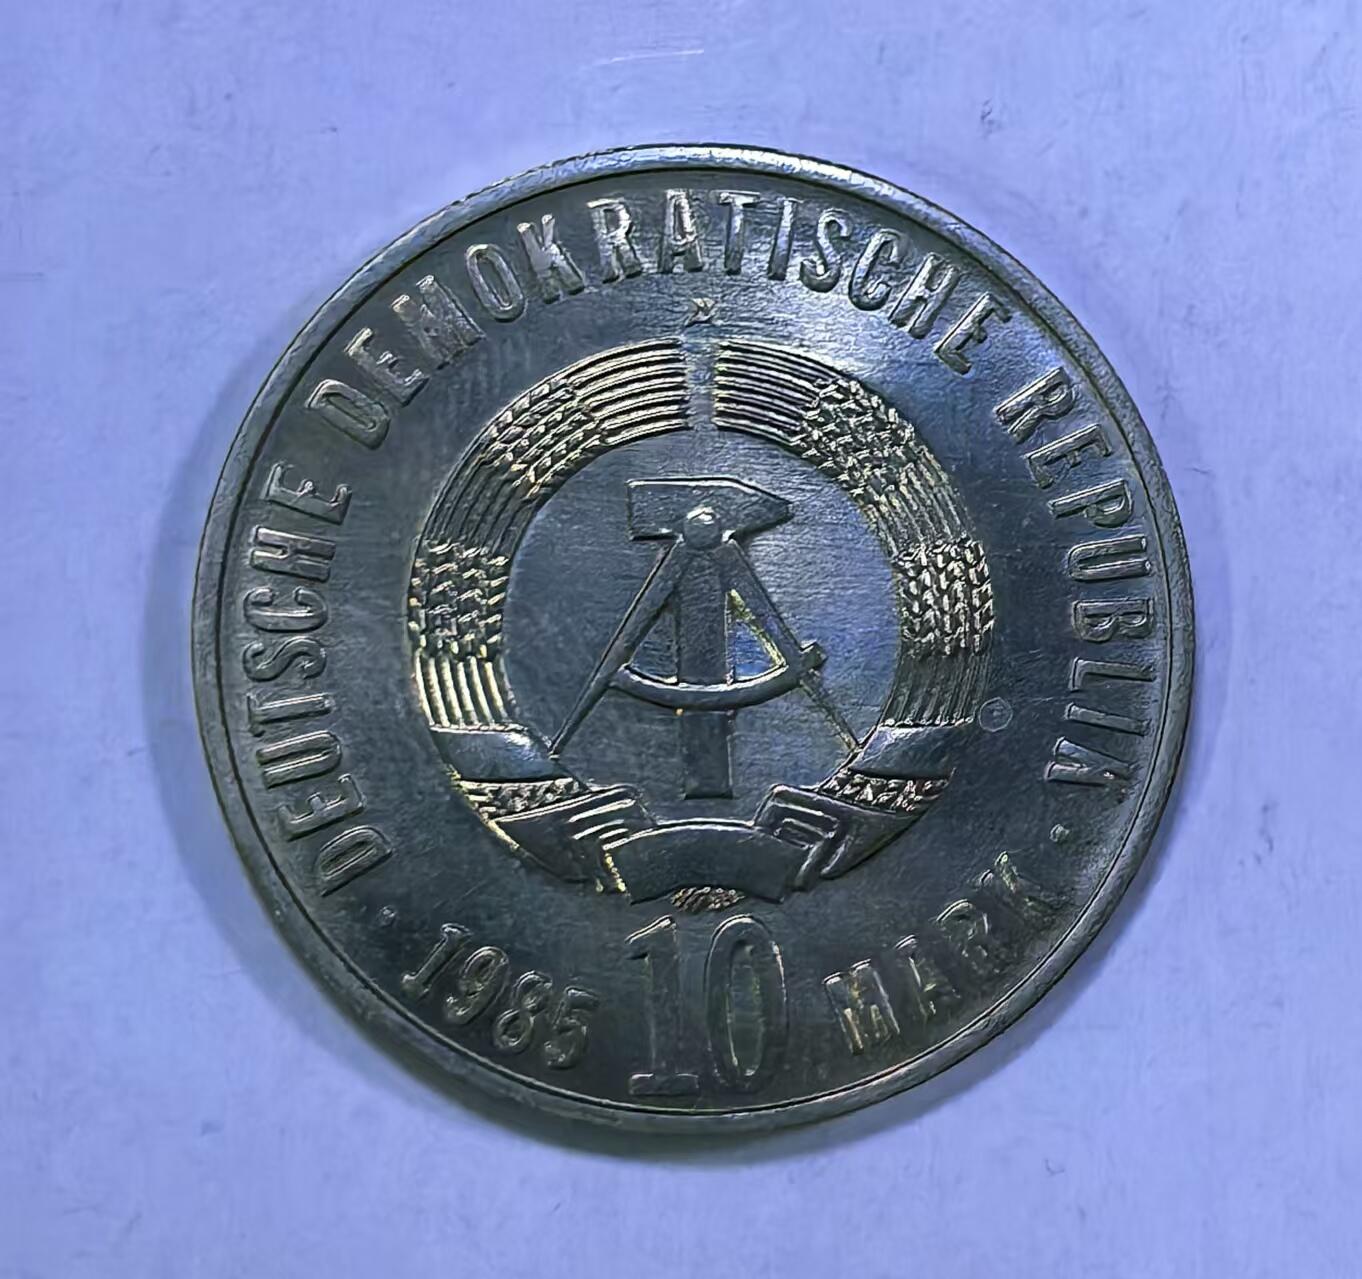 DEUTSCHE DEMOKRATISCHE REPUBLIK
· 1985 10 MARK ·